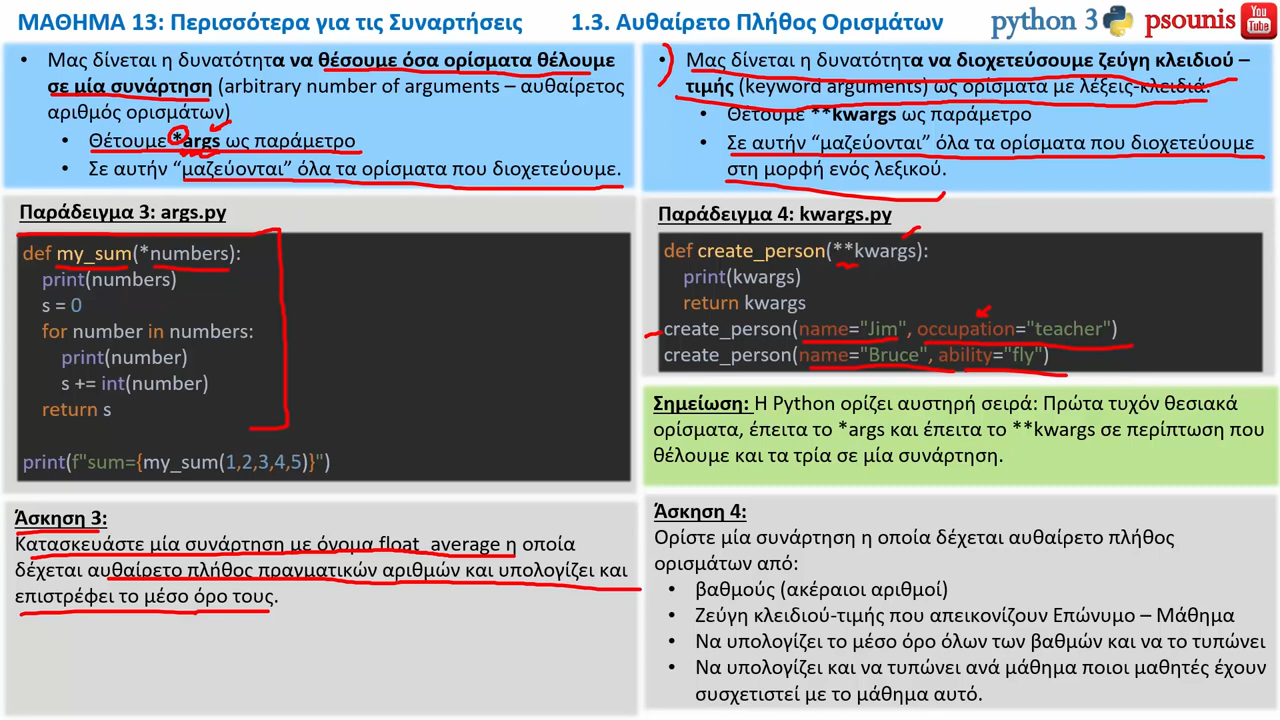 ΜΑΘΗΜΑ 13: Περισσότερα για τις Συναρτήσεις
1.3. Αυθαίρετο Πλήθος Ορισμάτων
python 3
psounis
You
Tube
• Μας δίνεται η δυνατότητα να θέσουμε όσα ορίσματα θέλουμε
σε μία συνάρτηση (arbitrary number of arguments – αυθαίρετος
αριθμός ορισμάτων)
• Θέτουμε *args ως παράμετρο
• Σε αυτήν “μαζεύονται” όλα τα ορίσματα που διοχετεύουμε.
Παράδειγμα 3: args.py
def my_sum(*numbers):
print(numbers)
s = 0
for number in numbers:
print(number)
s += int(number)
return s
print(f"sum={my_sum(1,2,3,4,5)}")
Άσκηση 3:
Κατασκευάστε μία συνάρτηση με όνομα float_average η οποία
δέχεται αυθαίρετο πλήθος πραγματικών αριθμών και υπολογίζει και
επιστρέφει το μέσο όρο τους.
• Μας δίνεται η δυνατότητα να διοχετεύσουμε ζεύγη κλειδιού –
τιμής (keyword arguments) ως ορίσματα με λέξεις-κλειδιά.
• Θέτουμε **kwargs ως παράμετρο
• Σε αυτήν “μαζεύονται” όλα τα ορίσματα που διοχετεύουμε
στη μορφή ενός λεξικού.
Παράδειγμα 4: kwargs.py
def create_person(**kwargs):
print(kwargs)
return kwargs
create_person(name="Jim", occupation="teacher")
create_person(name="Bruce", ability="fly")
Σημείωση: Η Python ορίζει αυστηρή σειρά: Πρώτα τυχόν θεσιακά
ορίσματα, έπειτα το *args και έπειτα το **kwargs σε περίπτωση που
θέλουμε και τα τρία σε μία συνάρτηση.
Άσκηση 4:
Ορίστε μία συνάρτηση η οποία δέχεται αυθαίρετο πλήθος
ορισμάτων από:
• βαθμούς (ακέραιοι αριθμοί)
• Ζεύγη κλειδιού-τιμής που απεικονίζουν Επώνυμο – Μάθημα
• Να υπολογίζει το μέσο όρο όλων των βαθμών και να το τυπώνει
• Να υπολογίζει και να τυπώνει ανά μάθημα ποιοι μαθητές έχουν
συσχετιστεί με το μάθημα αυτό.